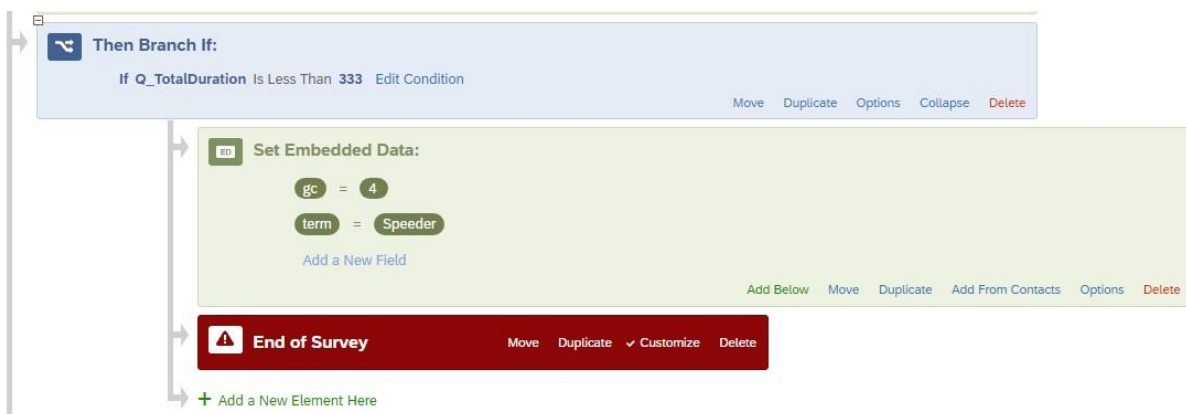 Then Branch If:
If Q_TotalDuration Is Less Than 333 Edit Condition
Move Duplicate Options Collapse Delete
ED Set Embedded Data:
gc = 4
term = Speeder
Add a New Field
Add Below Move Duplicate Add From Contacts Options Delete
End of Survey Move Duplicate ✓ Customize Delete
+ Add a New Element Here